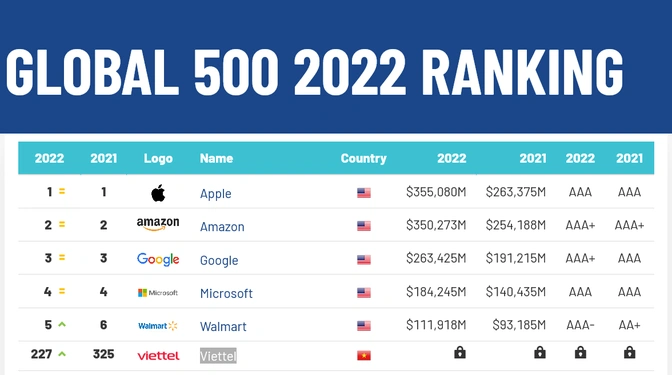 GLOBAL 500 2022 RANKING
2022 2021 Logo Name Country 2022 2021 2022 2021
1 = 1 Apple $355,080M $263,375M AAA AAA
2 = 2 amazon Amazon $350,273M $254,188M AAA+ AAA+
3 = 3 Google Google $263,425M $191,215M AAA+ AAA
4 = 4 Microsoft Microsoft $184,245M $140,435M AAA AAA
5 6 Walmart Walmart $111,918M $93,185M AAA- AA+
227 325 viettel Viettel